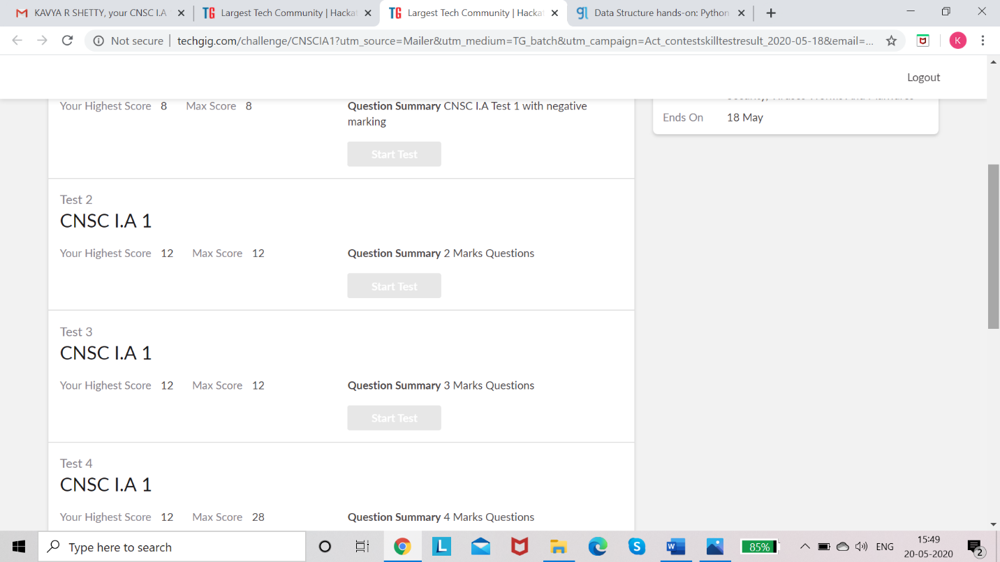 KAVYA R SHETTY, your CNSC I.A
Largest Tech Community | Hacka
Largest Tech Community | Hacka
Data Structure hands-on: Python
Not secure
techgig.com/challenge/CNSCIA1?utm_source=Mailer&utm_medium=TG_batch&utm_campaign=Act_contestskilltestresult_2020-05-18&email=...
K
Logout
Your Highest Score 8 Max Score 8
Question Summary CNSC I.A Test 1 with negative
marking
Start Test
Ends On 18 May
Test 2
CNSC I.A 1
Your Highest Score 12 Max Score 12
Question Summary 2 Marks Questions
Start Test
Test 3
CNSC I.A 1
Your Highest Score 12 Max Score 12
Question Summary 3 Marks Questions
Start Test
Test 4
CNSC I.A 1
Your Highest Score 12 Max Score 28
Question Summary 4 Marks Questions
Type here to search
85%
ENG
15:49
20-05-2020
2